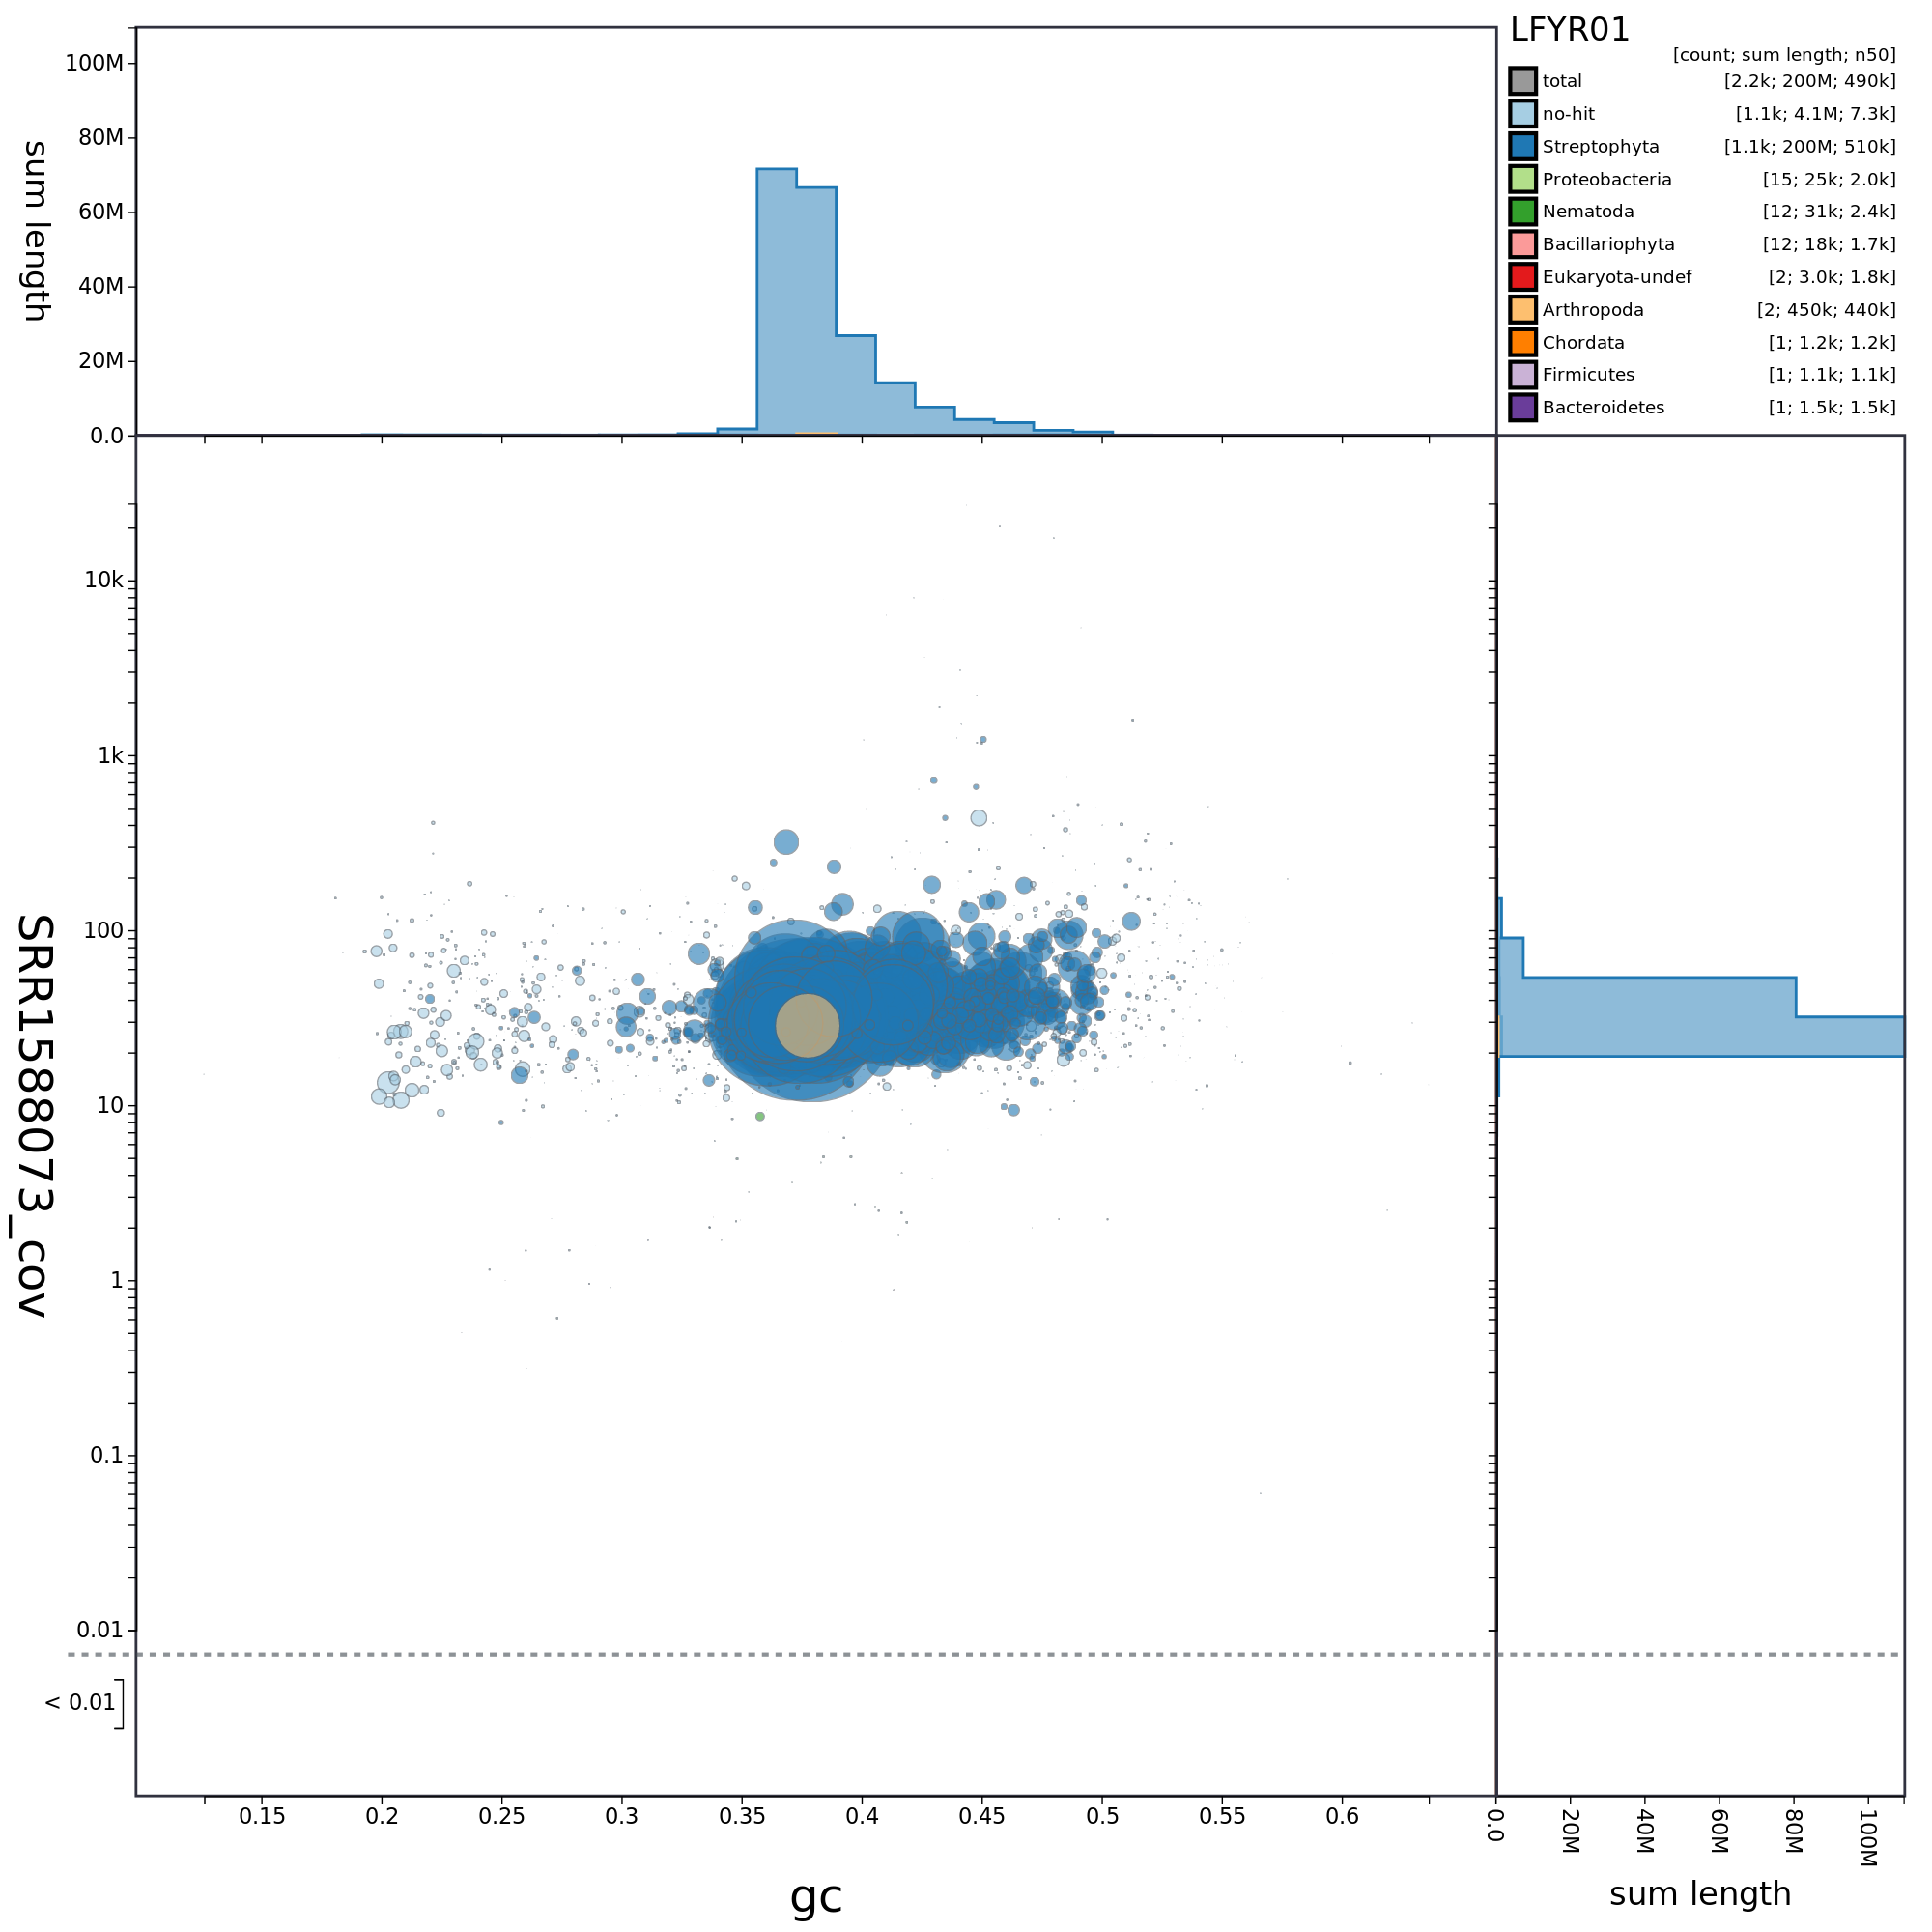 LFYR01
[count; sum length; n50]
total [2.2k; 200M; 490k]
no-hit [1.1k; 4.1M; 7.3k]
Streptophyta [1.1k; 200M; 510k]
Proteobacteria [15; 25k; 2.0k]
Nematoda [12; 31k; 2.4k]
Bacillariophyta [12; 18k; 1.7k]
Eukaryota-undef [2; 3.0k; 1.8k]
Arthropoda [2; 450k; 440k]
Chordata [1; 1.2k; 1.2k]
Firmicutes [1; 1.1k; 1.1k]
Bacteroidetes [1; 1.5k; 1.5k]
sum length
100M
80M
60M
40M
20M
0.0
SRR1588073_cov
10k
1k
100
10
1
0.1
0.01
< 0.01
0.15 0.2 0.25 0.3 0.35 0.4 0.45 0.5 0.55 0.6
gc
0.0 20M 40M 60M 80M 100M
sum length